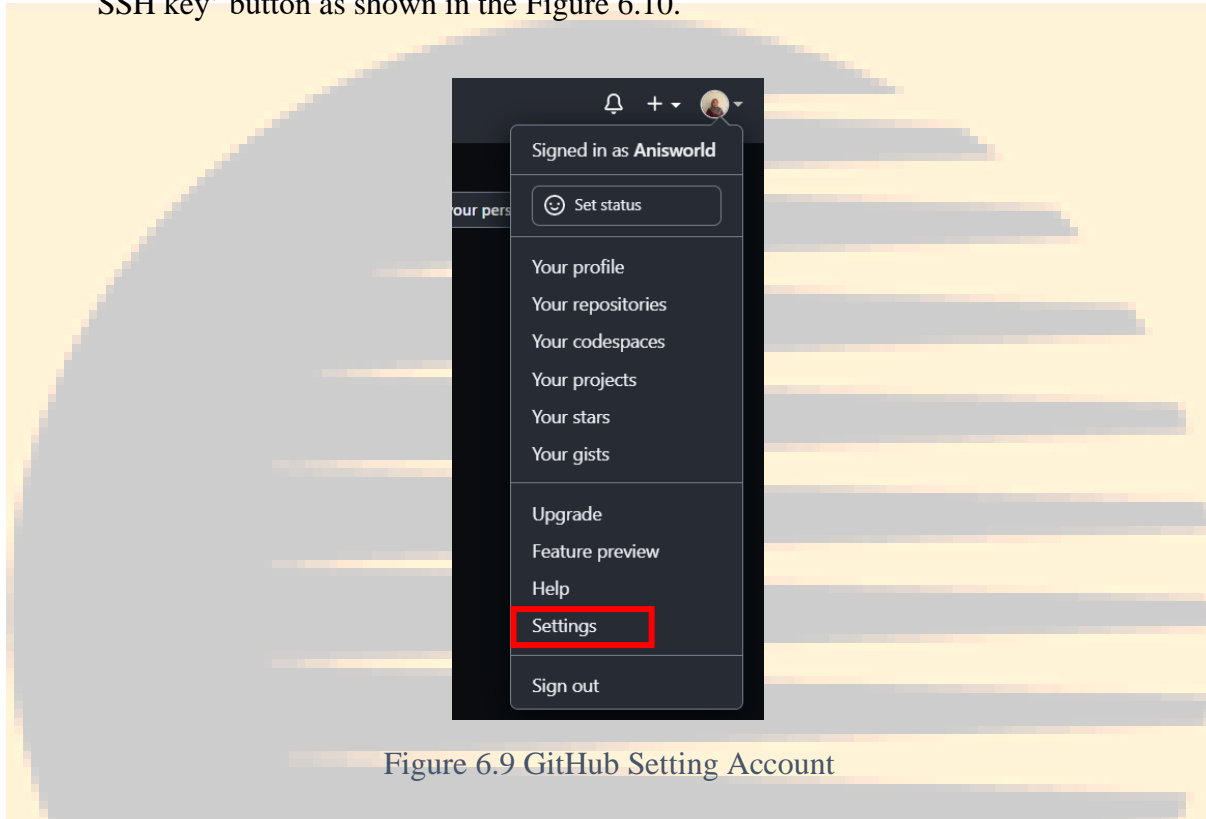 SSH key" button as shown in the Figure 6.10.
Signed in as Anisworld
our pers
Set status
Your profile
Your repositories
Your codespaces
Your projects
Your stars
Your gists
Upgrade
Feature preview
Help
Settings
Sign out
Figure 6.9 GitHub Setting Account